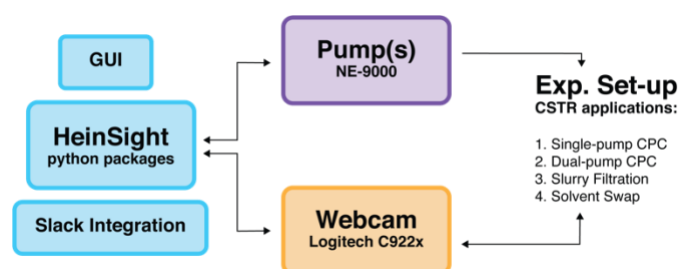 GUI
HeinSight
python packages
Slack Integration
Pump(s)
NE-9000
Webcam
Logitech C922x
Exp. Set-up
CSTR applications:
1. Single-pump CPC
2. Dual-pump CPC
3. Slurry Filtration
4. Solvent Swap